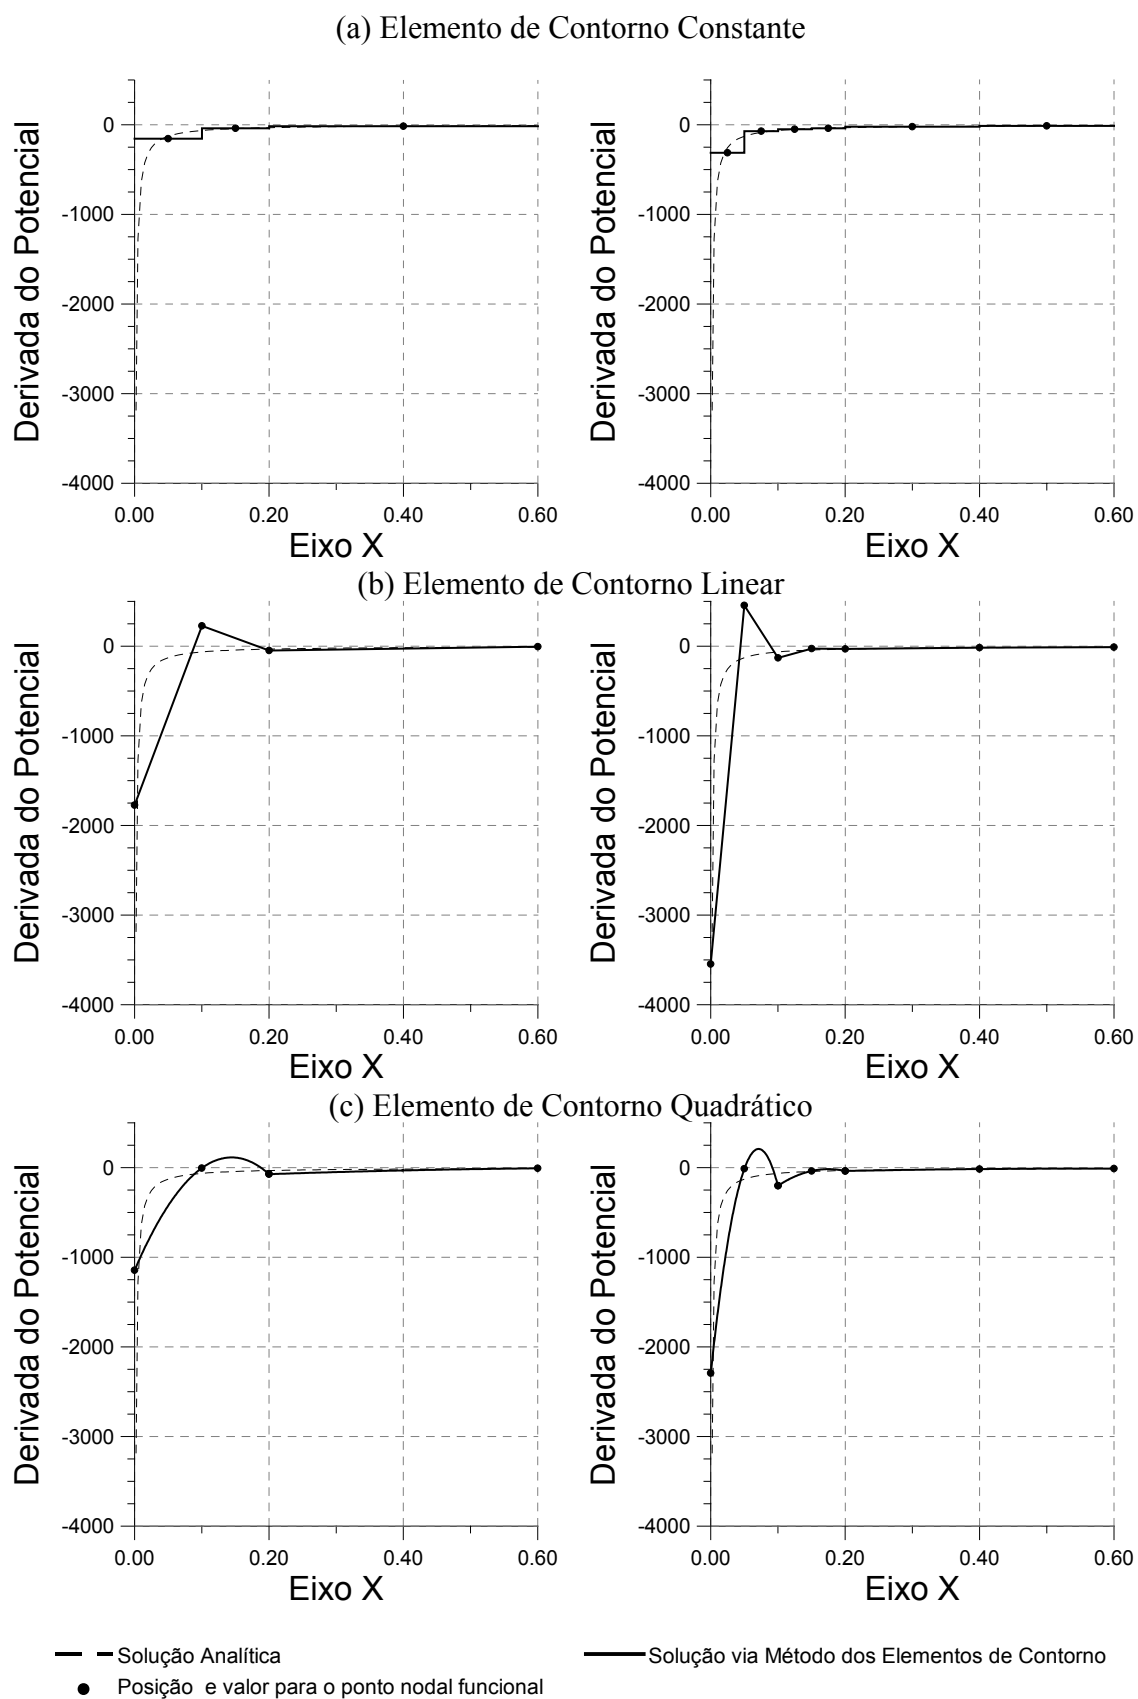 (a) Elemento de Contorno Constante
0
-1000
-2000
-3000
-4000
Derivada do Potencial
0.00 0.20 0.40 0.60
Eixo X
0
-1000
-2000
-3000
-4000
Derivada do Potencial
0.00 0.20 0.40 0.60
Eixo X
(b) Elemento de Contorno Linear
0
-1000
-2000
-3000
-4000
Derivada do Potencial
0.00 0.20 0.40 0.60
Eixo X
0
-1000
-2000
-3000
-4000
Derivada do Potencial
0.00 0.20 0.40 0.60
Eixo X
(c) Elemento de Contorno Quadrático
0
-1000
-2000
-3000
-4000
Derivada do Potencial
0.00 0.20 0.40 0.60
Eixo X
0
-1000
-2000
-3000
-4000
Derivada do Potencial
0.00 0.20 0.40 0.60
Eixo X
Solução Analítica
Solução via Método dos Elementos de Contorno
Posição e valor para o ponto nodal funcional